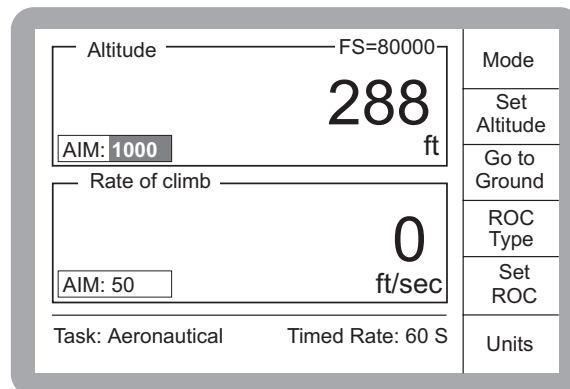 Altitude FS=80000
288
ft
AIM: 1000
Rate of climb
0
ft/sec
AIM: 50
Task: Aeronautical Timed Rate: 60 S
Mode
Set
Altitude
Go to
Ground
ROC
Type
Set
ROC
Units